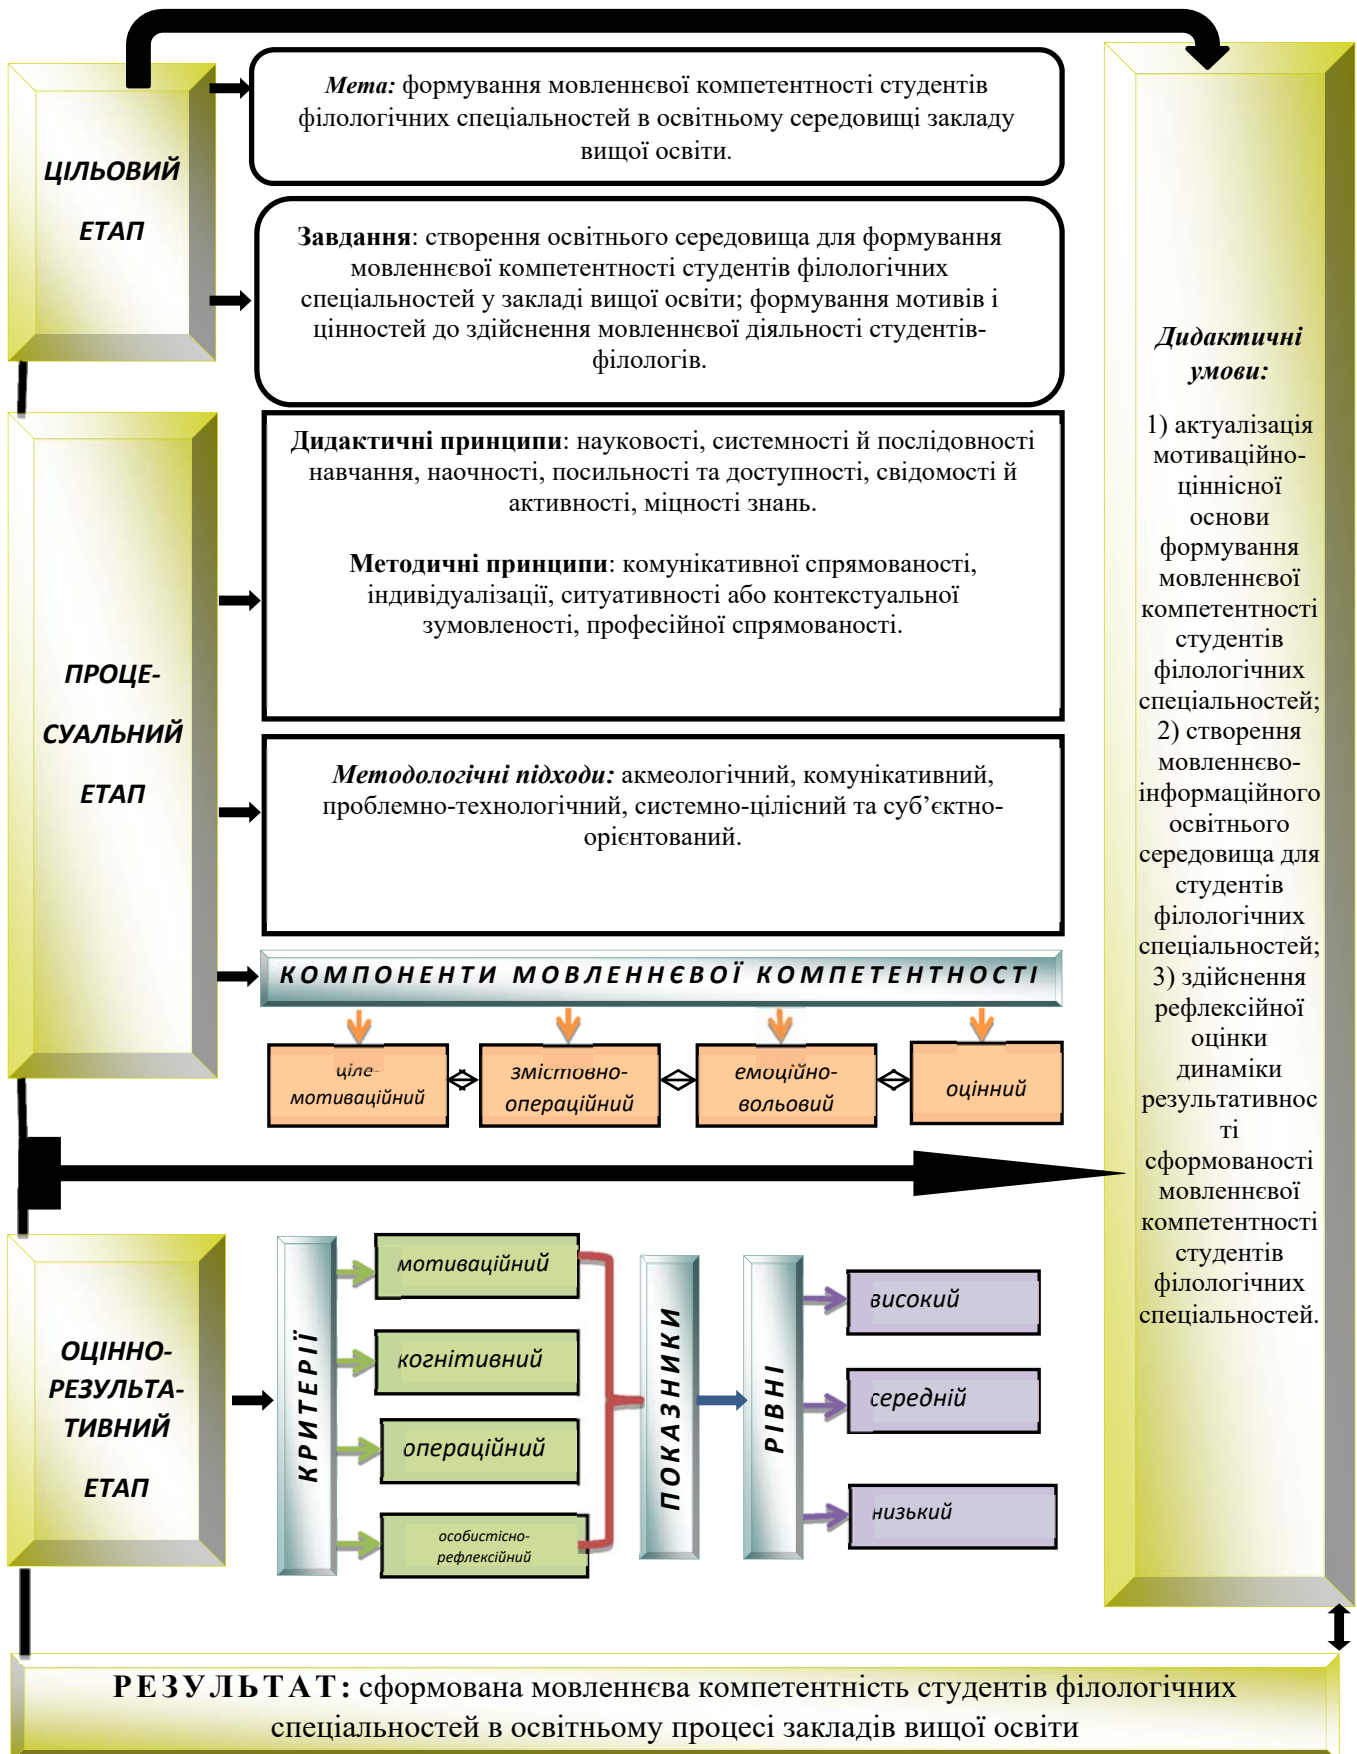 ЦІЛЬОВИЙ
ЕТАП
Мета: формування мовленнєвої компетентності студентів
філологічних спеціальностей в освітньому середовищі закладу
вищої освіти.
Завдання: створення освітнього середовища для формування
мовленнєвої компетентності студентів філологічних
спеціальностей у закладі вищої освіти; формування мотивів і
цінностей до здійснення мовленнєвої діяльності студентів-
філологів.
ПРОЦЕ-
СУАЛЬНИЙ
ЕТАП
Дидактичні принципи: науковості, системності й послідовності
навчання, наочності, посильності та доступності, свідомості й
активності, міцності знань.
Методичні принципи: комунікативної спрямованості,
індивідуалізації, ситуативності або контекстуальної
зумовленості, професійної спрямованості.
Методологічні підходи: акмеологічний, комунікативний,
проблемно-технологічний, системно-цілісний та суб’єктно-
орієнтований.
КОМПОНЕНТИ МОВЛЕННЄВОЇ КОМПЕТЕНТНОСТІ
ціле-
мотиваційний
змістовно-
операційний
емоційно-
вольовий
оцінний
ОЦІННО-
РЕЗУЛЬТА-
ТИВНИЙ
ЕТАП
КРИТЕРІЇ
мотиваційний
когнітивний
операційний
особистісно-
рефлексійний
ПОКАЗНИКИ
РІВНІ
високий
середній
низький
Дидактичні
умови:
1) актуалізація
мотиваційно-
ціннісної
основи
формування
мовленнєвої
компетентності
студентів
філологічних
спеціальностей;
2) створення
мовленнєво-
інформаційного
освітнього
середовища для
студентів
філологічних
спеціальностей;
3) здійснення
рефлексійної
оцінки
динаміки
результативнос
ті
сформованості
мовленнєвої
компетентності
студентів
філологічних
спеціальностей.
РЕЗУЛЬТАТ: сформована мовленнєва компетентність студентів філологічних
спеціальностей в освітньому процесі закладів вищої освіти